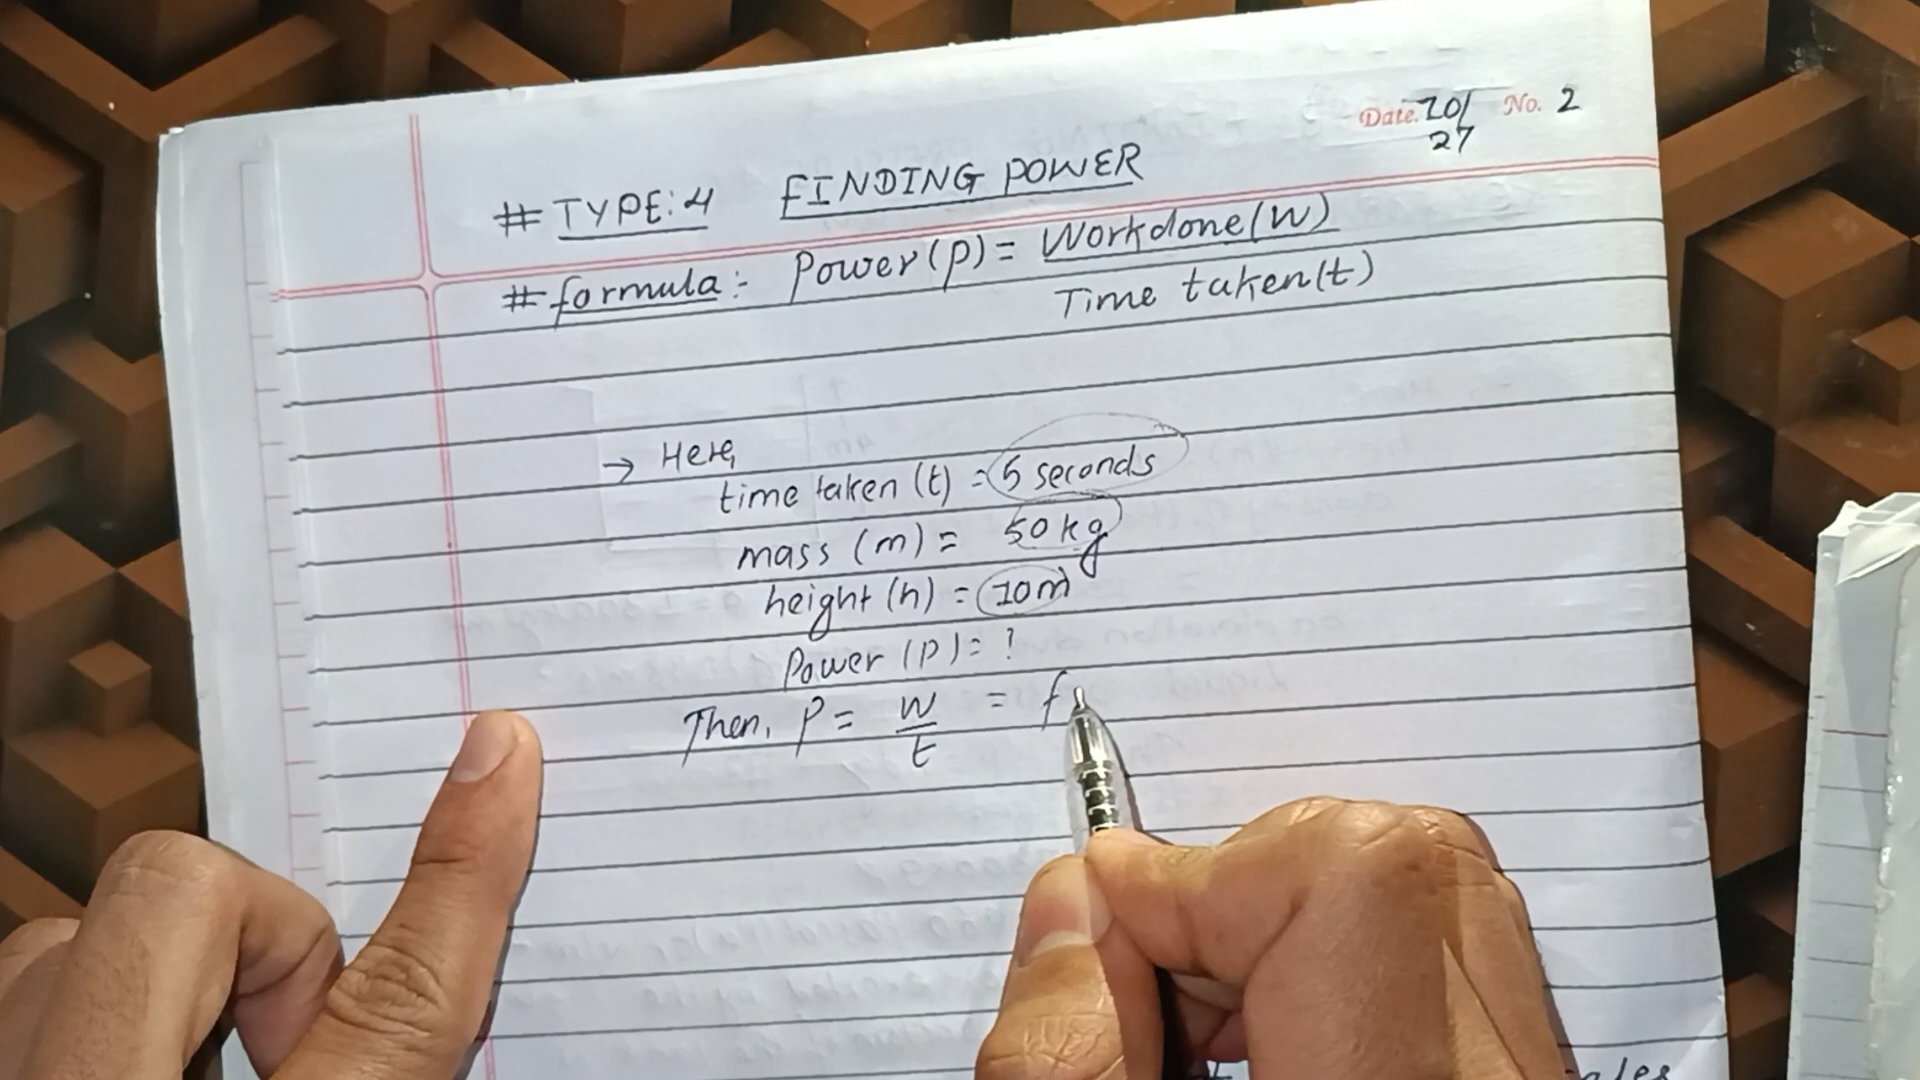 Date. 10/ No. 2
27
# TYPE: 4 FINDING POWER
# formula:- Power (p) = Workdone (W)
Time taken (t)
→ Here,
time taken (t) = 5 seconds
mass (m) = 50 kg
height (h) = 10m
Power (p) = ?
Then, P = w = f
t